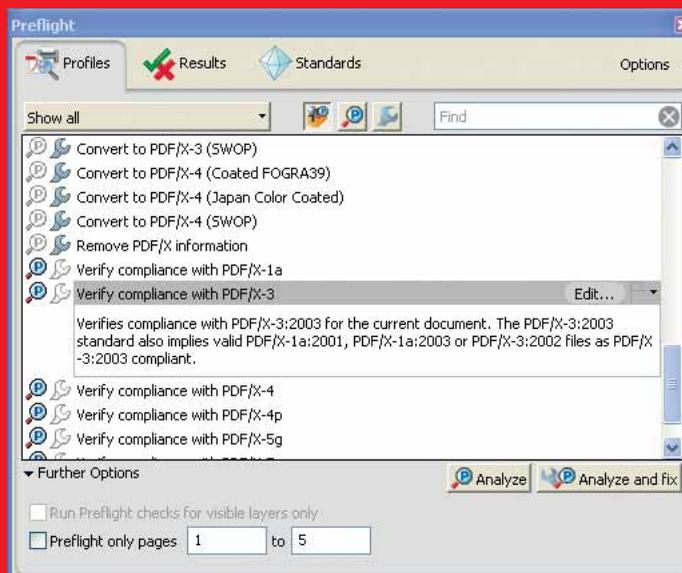 Preflight
Profiles
Results
Standards
Options
Show all
Find
Convert to PDF/X-3 (SWOP)
Convert to PDF/X-4 (Coated FOGRA39)
Convert to PDF/X-4 (Japan Color Coated)
Convert to PDF/X-4 (SWOP)
Remove PDF/X information
Verify compliance with PDF/X-1a
Verify compliance with PDF/X-3 Edit...
Verifies compliance with PDF/X-3:2003 for the current document. The PDF/X-3:2003
standard also implies valid PDF/X-1a:2001, PDF/X-1a:2003 or PDF/X-3:2002 files as PDF/X
-3:2003 compliant.
Verify compliance with PDF/X-4
Verify compliance with PDF/X-4p
Verify compliance with PDF/X-5g
Further Options
Analyze
Analyze and fix
Run Preflight checks for visible layers only
Preflight only pages 1 to 5